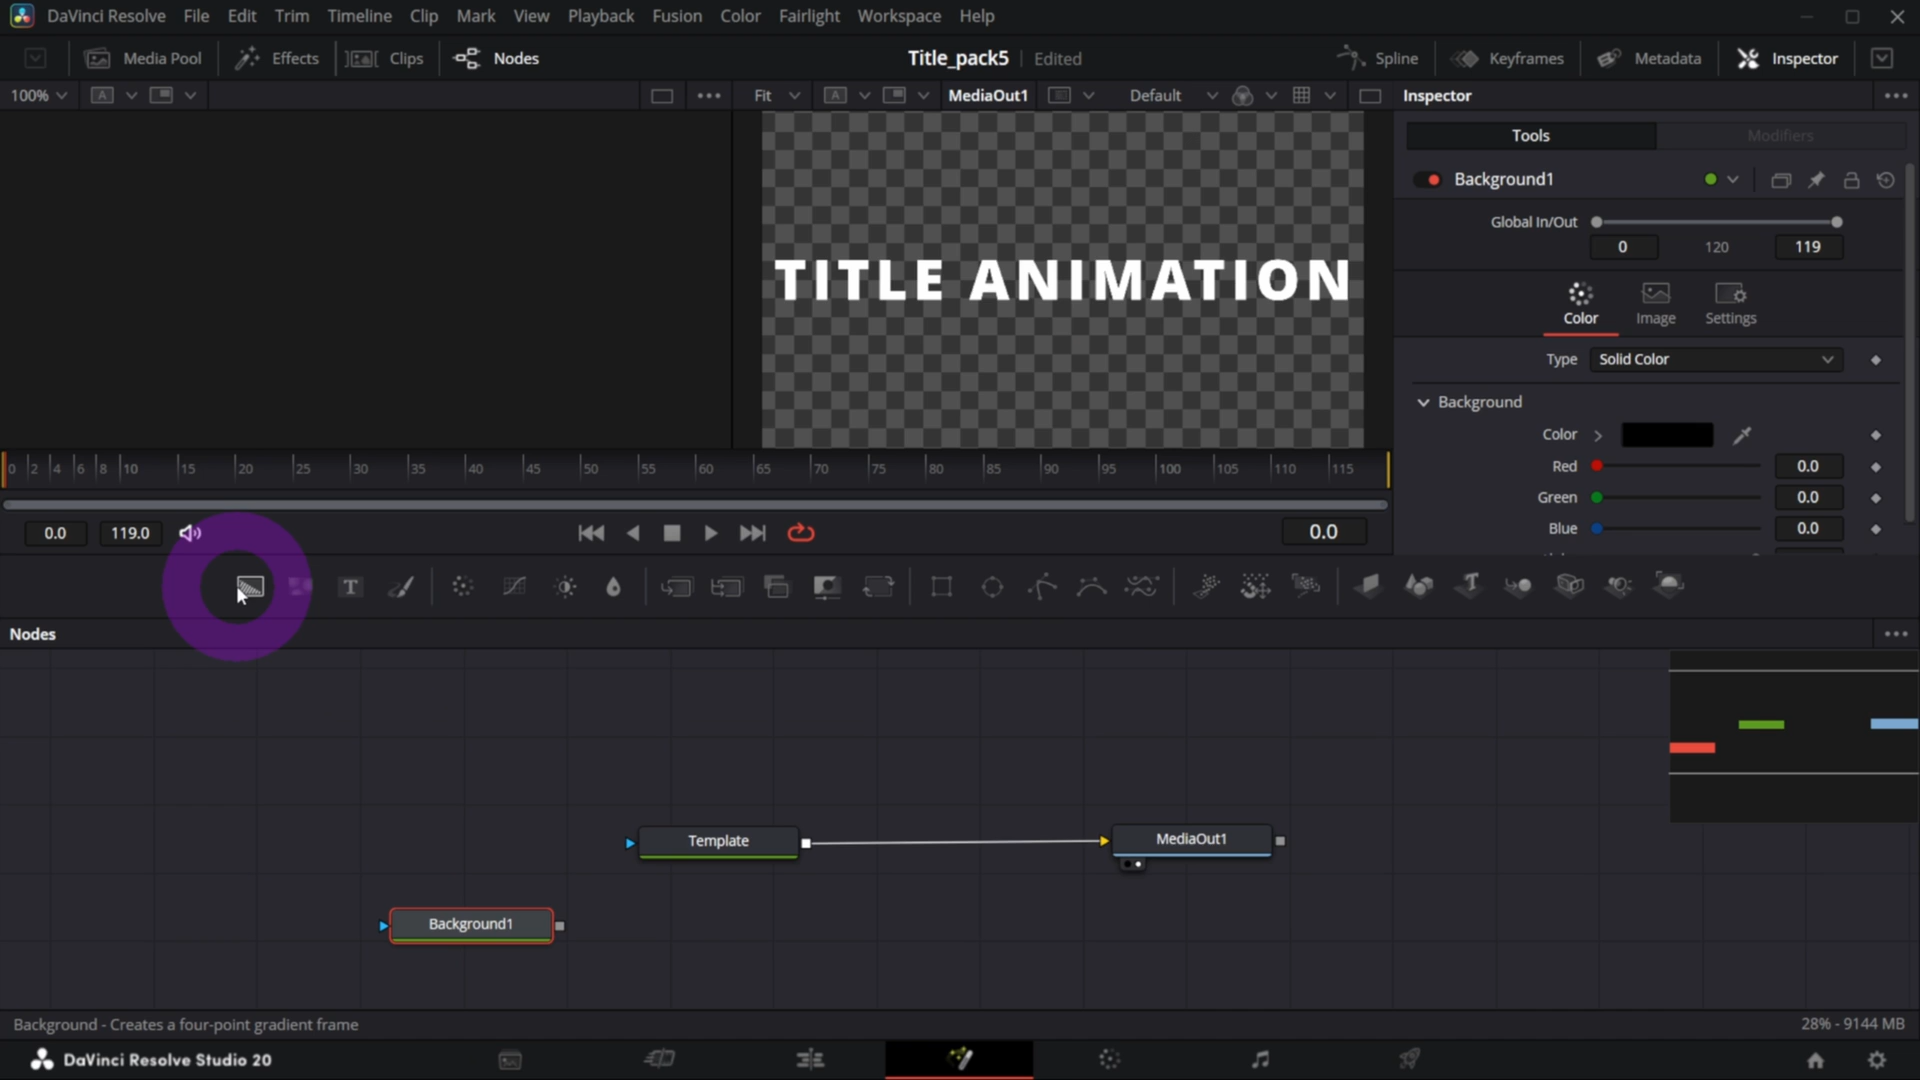 DaVinci Resolve File Edit Trim Timeline Clip Mark View Playback Fusion Color Fairlight Workspace Help
Media Pool Effects Clips Nodes Title_pack5 Edited Spline Keyframes Metadata Inspector
100% A Fit A MediaOut1 Default Inspector
Tools Modifiers
Background1
Global In/Out
0 120 119
TITLE ANIMATION
Color Image Settings
Type Solid Color
Background
Color
Red 0.0
Green 0.0
Blue 0.0
0 2 4 6 8 10 15 20 25 30 35 40 45 50 55 60 65 70 75 80 85 90 95 100 105 110 115
0.0 119.0 0.0
T T
Nodes
Template MediaOut1
Background1
Background - Creates a four-point gradient frame 28% - 9144 MB
DaVinci Resolve Studio 20